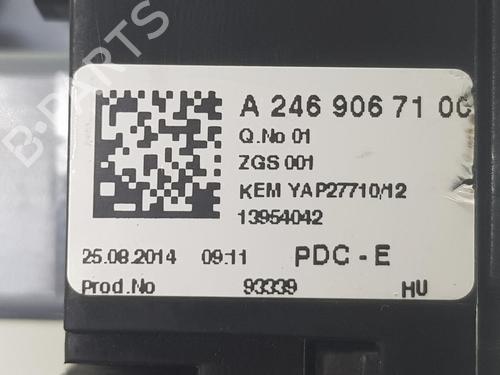 A 246 906 71 00
Q.No 01
ZGS 001
KEM YAP27710/12
13954042
25.08.2014 09:11 PDC - E
Prod.No 93339 HU
B-PARTS